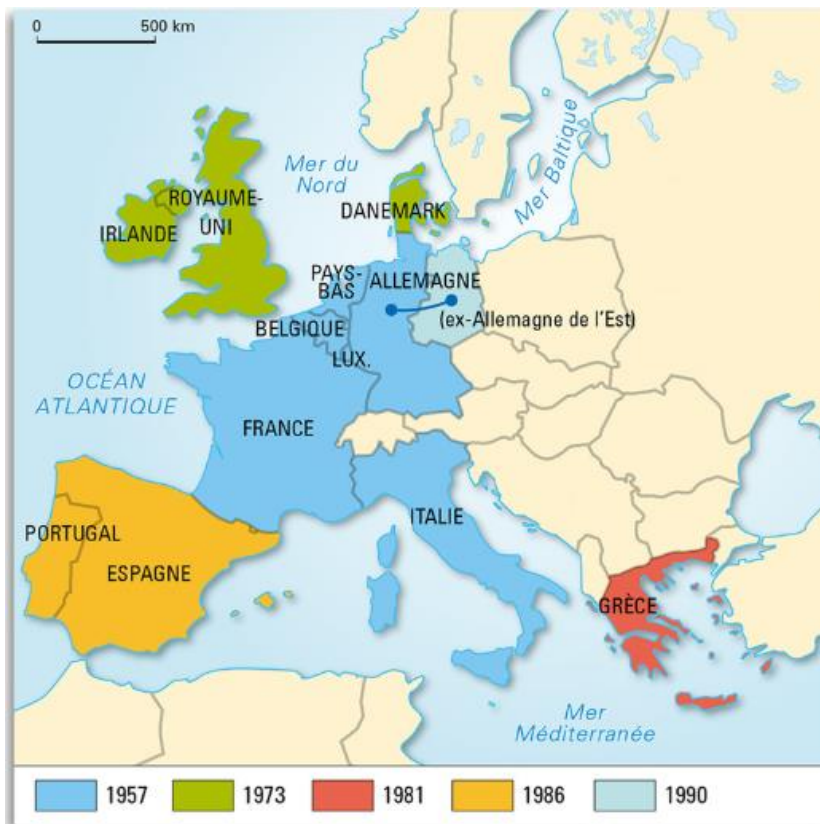 0 500 km
Mer du
Nord
Mer Baltique
ROYAUME-
UNI
IRLANDE
DANEMARK
PAYS-
BAS
ALLEMAGNE
(ex-Allemagne de l'Est)
BELGIQUE
LUX.
OCÉAN
ATLANTIQUE
FRANCE
ITALIE
PORTUGAL
ESPAGNE
GRÈCE
Mer
Méditerranée
1957 1973 1981 1986 1990